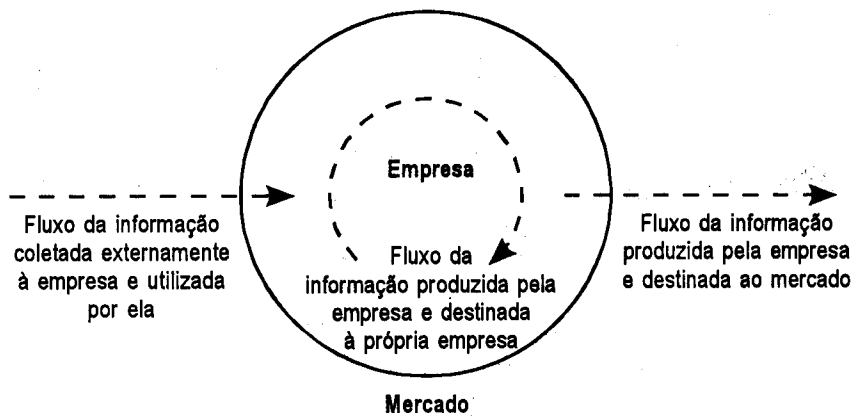 Empresa
Fluxo da informação
coletada externamente
à empresa e utilizada
por ela
Fluxo da
informação produzida pela
empresa e destinada
à própria empresa
Fluxo da informação
produzida pela empresa
e destinada ao mercado
Mercado